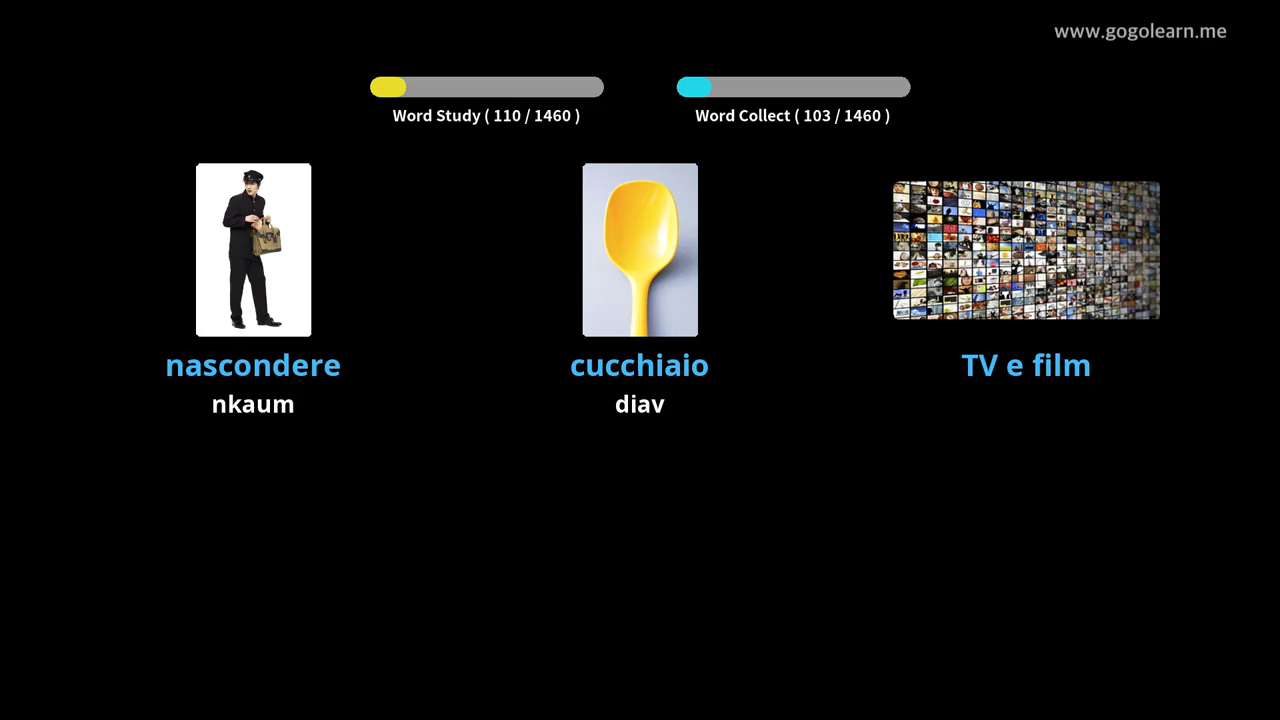 www.gogolearn.me
Word Study ( 110 / 1460 )
Word Collect ( 103 / 1460 )
nascondere
nkaum
cucchiaio
diav
TV e film